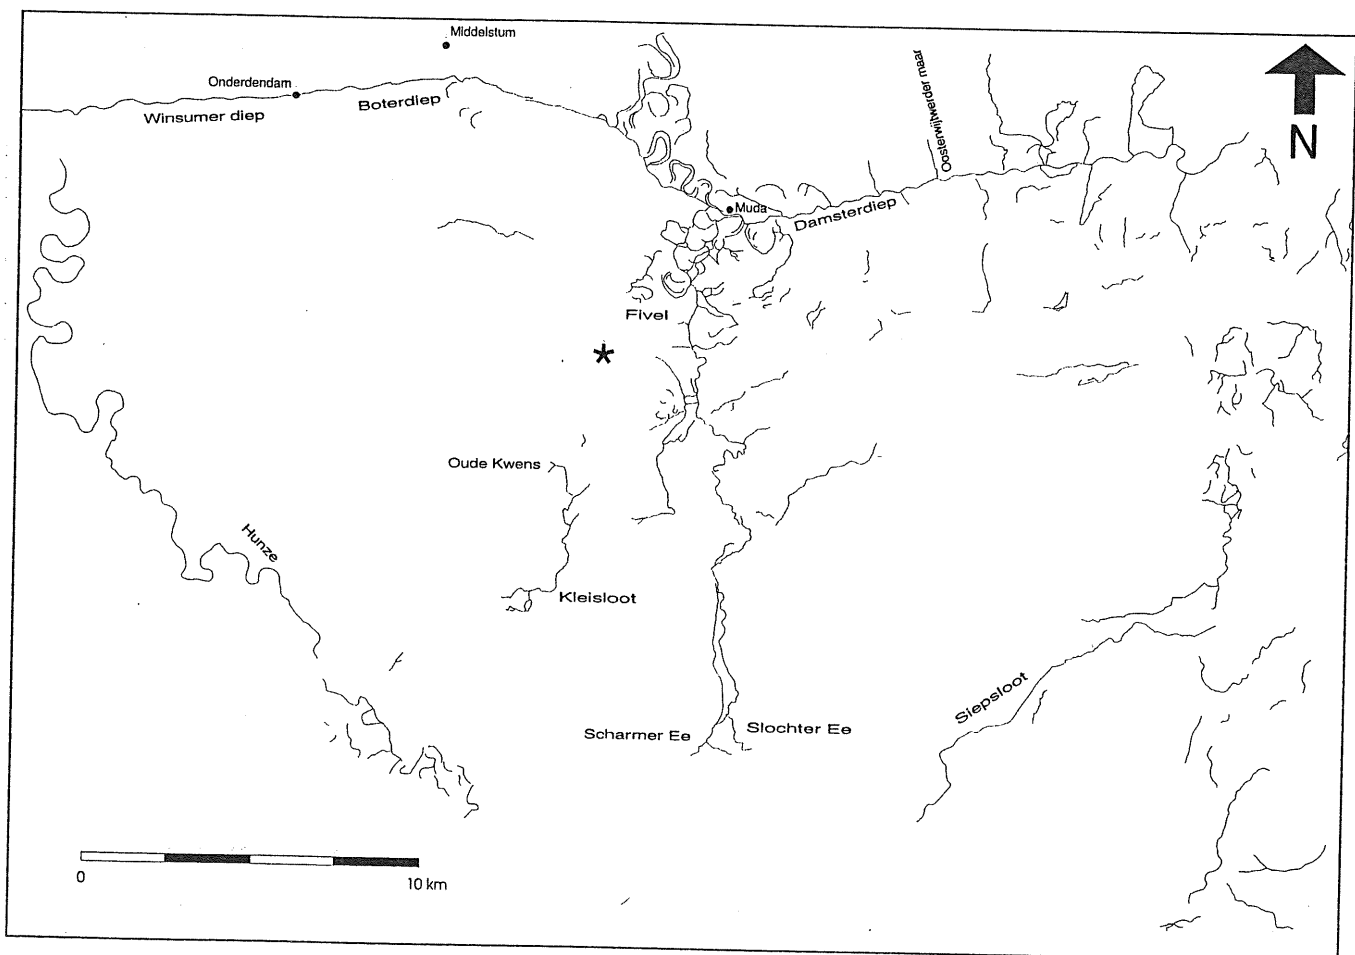 Middelstum
Onderdendam
Boterdiep
Winsumer diep
Oosterwijtwerder maar
N
Muda
Damsterdiep
Fivel
*
Oude Kwens
Hunze
Kleisloot
Siepsloot
Scharmer Ee
Slochter Ee
0
10 km